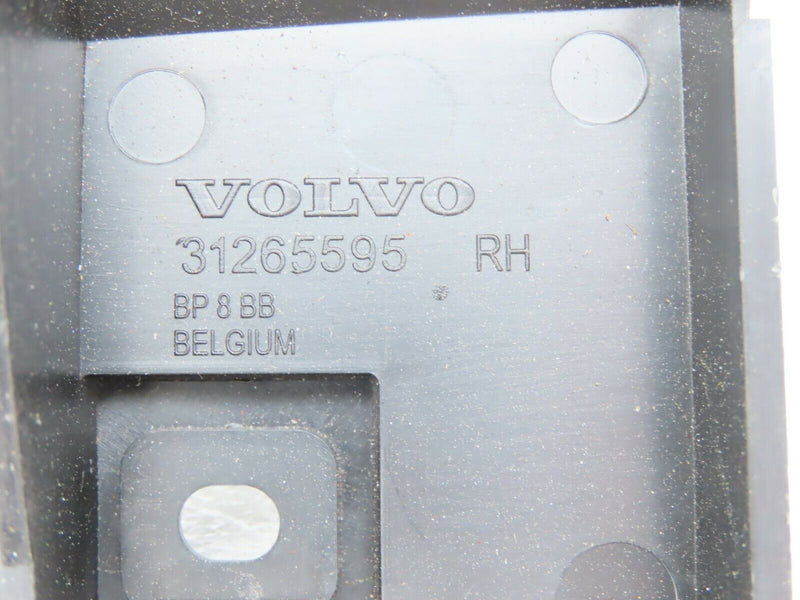 VOLVO
31265595 RH
BP 8 BB
BELGIUM